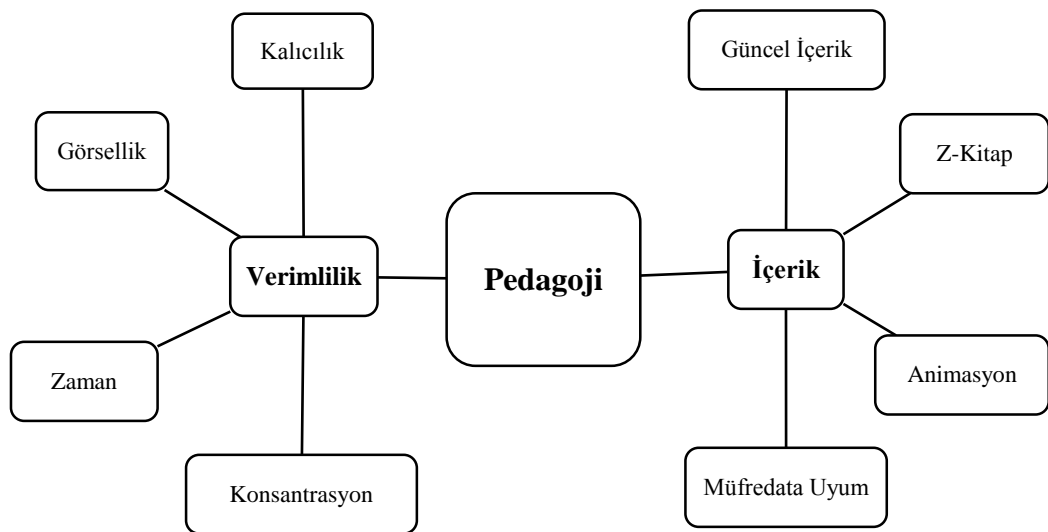 Kalıcılık
Güncel İçerik
Görsellik
Z-Kitap
Verimlilik
Pedagoji
İçerik
Zaman
Animasyon
Konsantrasyon
Müfredata Uyum